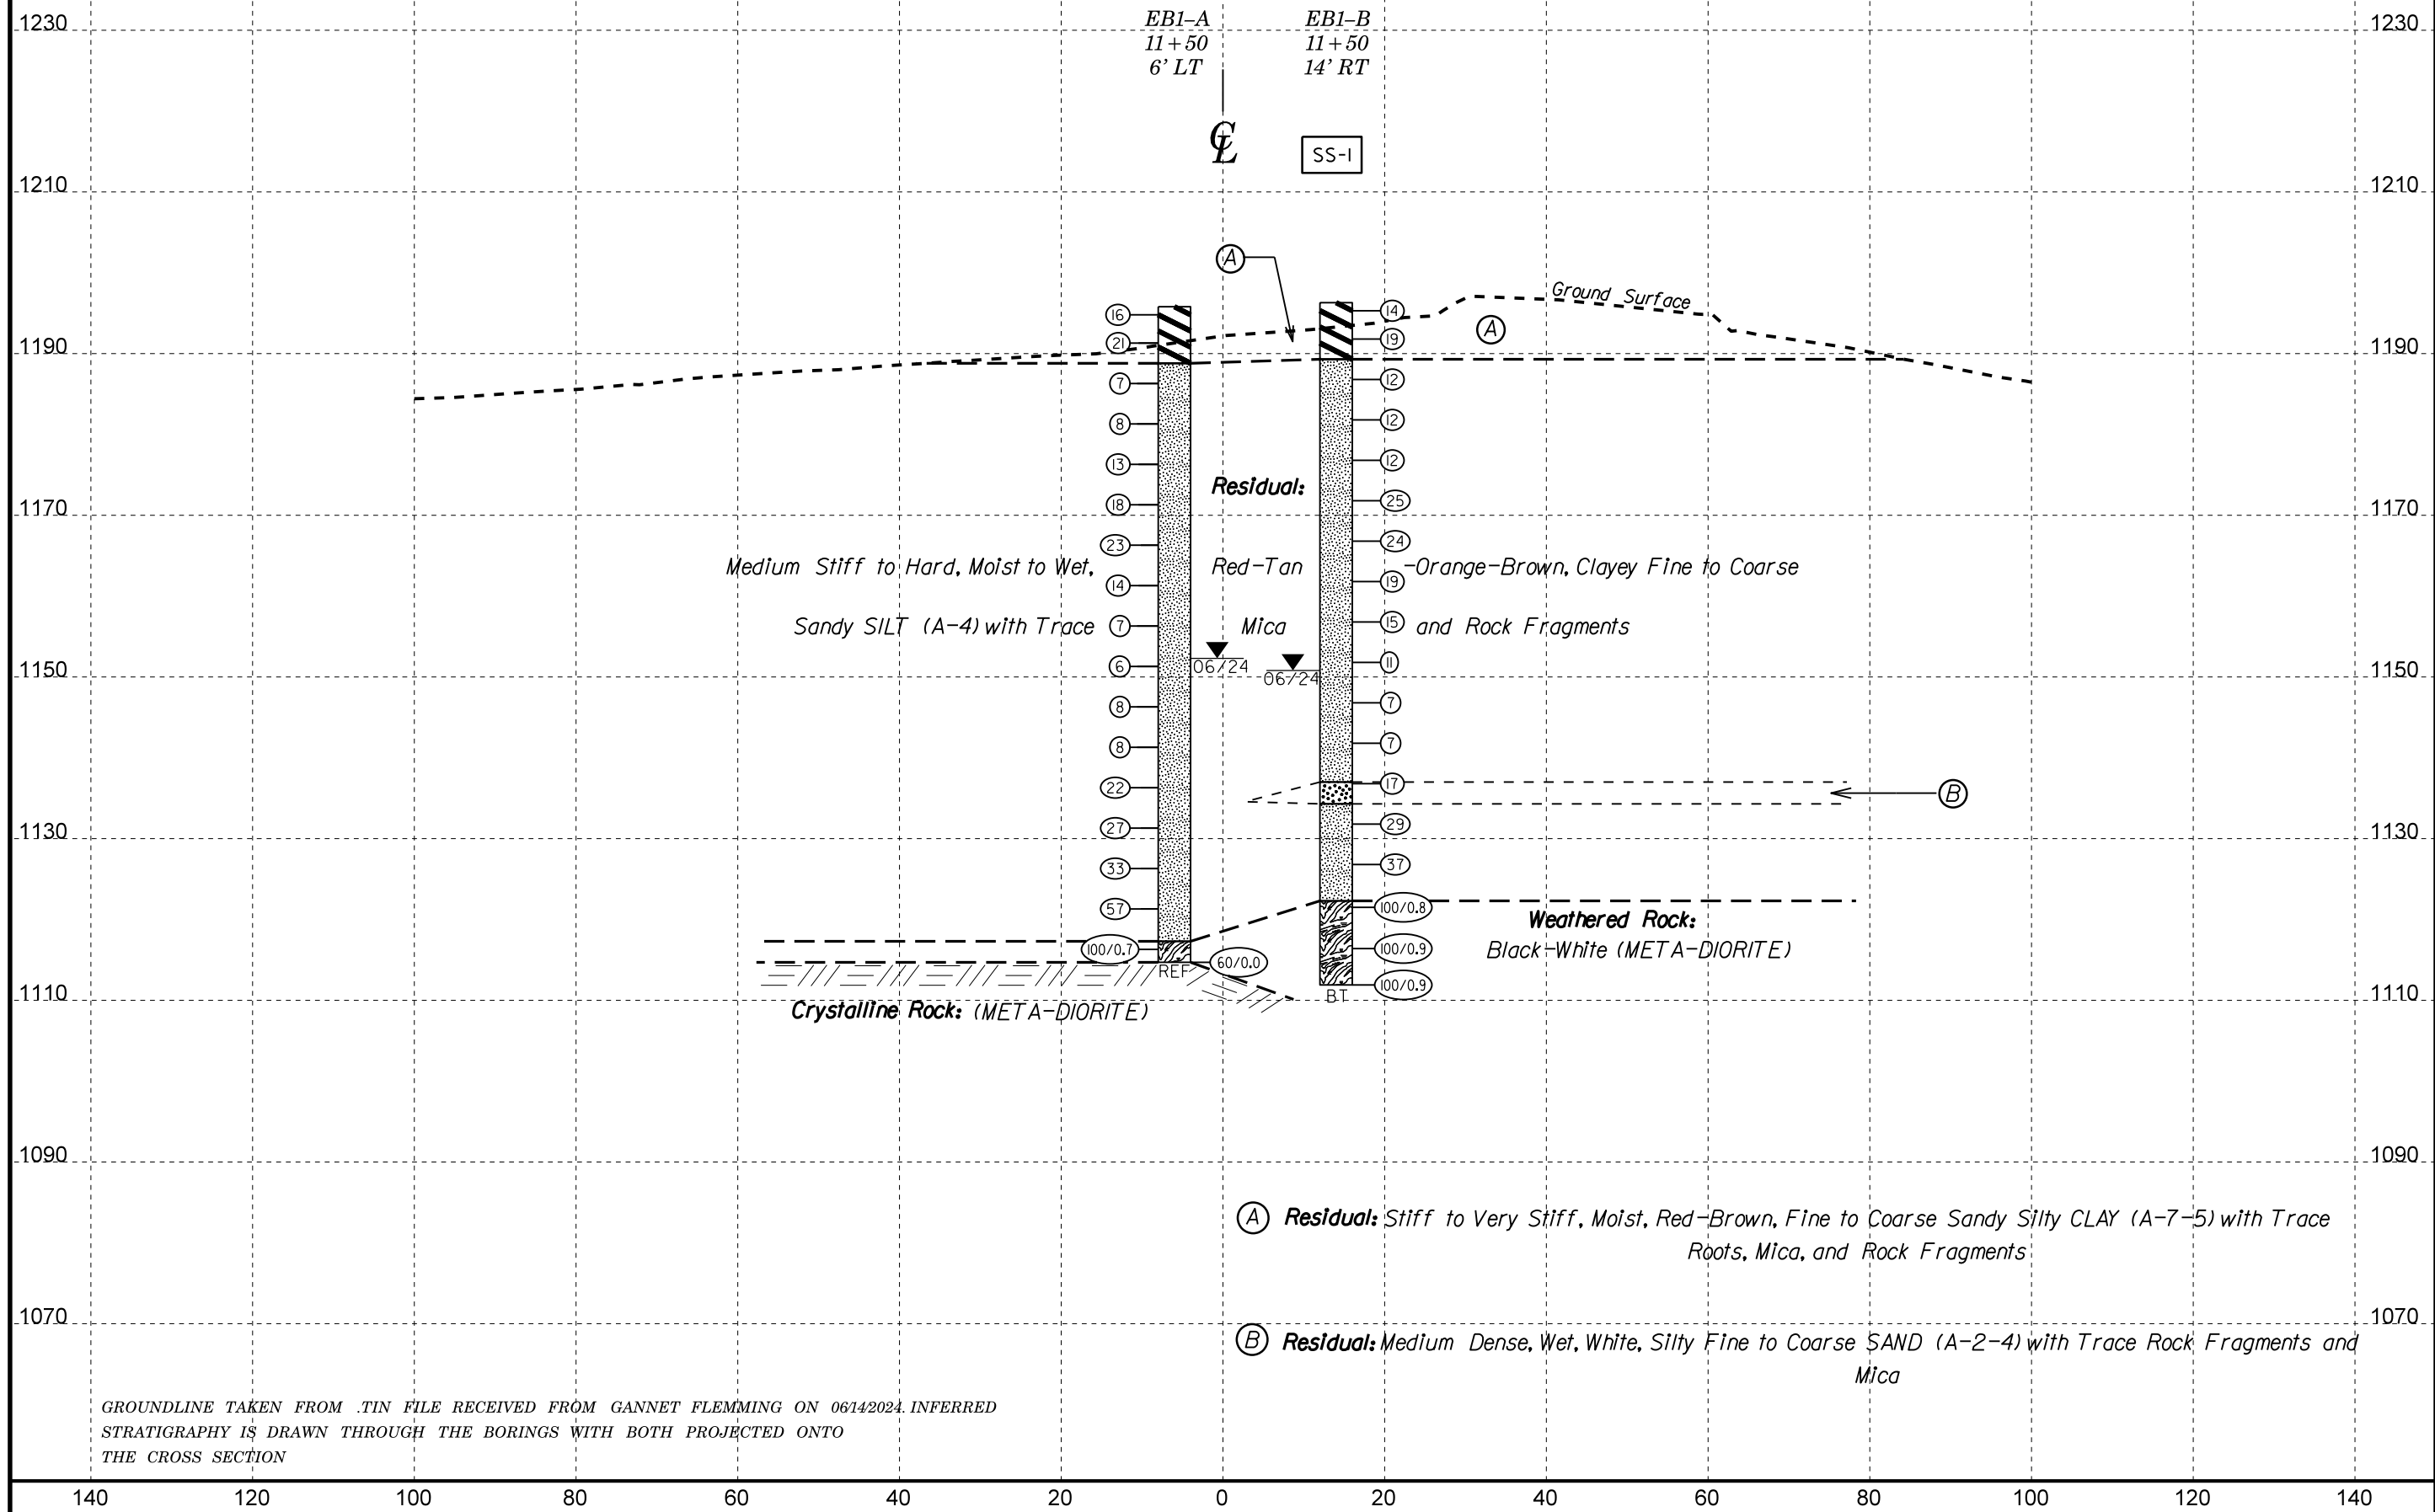 EB1–A
11+50
6' LT
EB1–B
11+50
14' RT
1230
1230
CL
SS-1
1210
1210
A
Ground Surface
16
14
A
21
19
1190
1190
7
12
8
12
13
12
Residual:
18
25
1170
1170
23
24
Medium Stiff to Hard, Moist to Wet, Red-Tan -Orange-Brown, Clayey Fine to Coarse
14
19
Sandy SILT (A-4) with Trace Mica and Rock Fragments
7
15
6
11
06/24
06/24
1150
1150
8
7
8
7
22
17
B
27
29
1130
1130
33
37
57
100/0.8
Weathered Rock:
Black-White (META-DIORITE)
100/0.7
100/0.9
60/0.0
REF
100/0.9
BT
1110
1110
Crystalline Rock: (META-DIORITE)
1090
1090
A Residual: Stiff to Very Stiff, Moist, Red-Brown, Fine to Coarse Sandy Silty CLAY (A-7-5) with Trace
Roots, Mica, and Rock Fragments
1070
1070
B Residual: Medium Dense, Wet, White, Silty Fine to Coarse SAND (A-2-4) with Trace Rock Fragments and
Mica
GROUNDLINE TAKEN FROM .TIN FILE RECEIVED FROM GANNET FLEMMING ON 06/14/2024. INFERRED
STRATIGRAPHY IS DRAWN THROUGH THE BORINGS WITH BOTH PROJECTED ONTO
THE CROSS SECTION
140 120 100 80 60 40 20 0 20 40 60 80 100 120 140